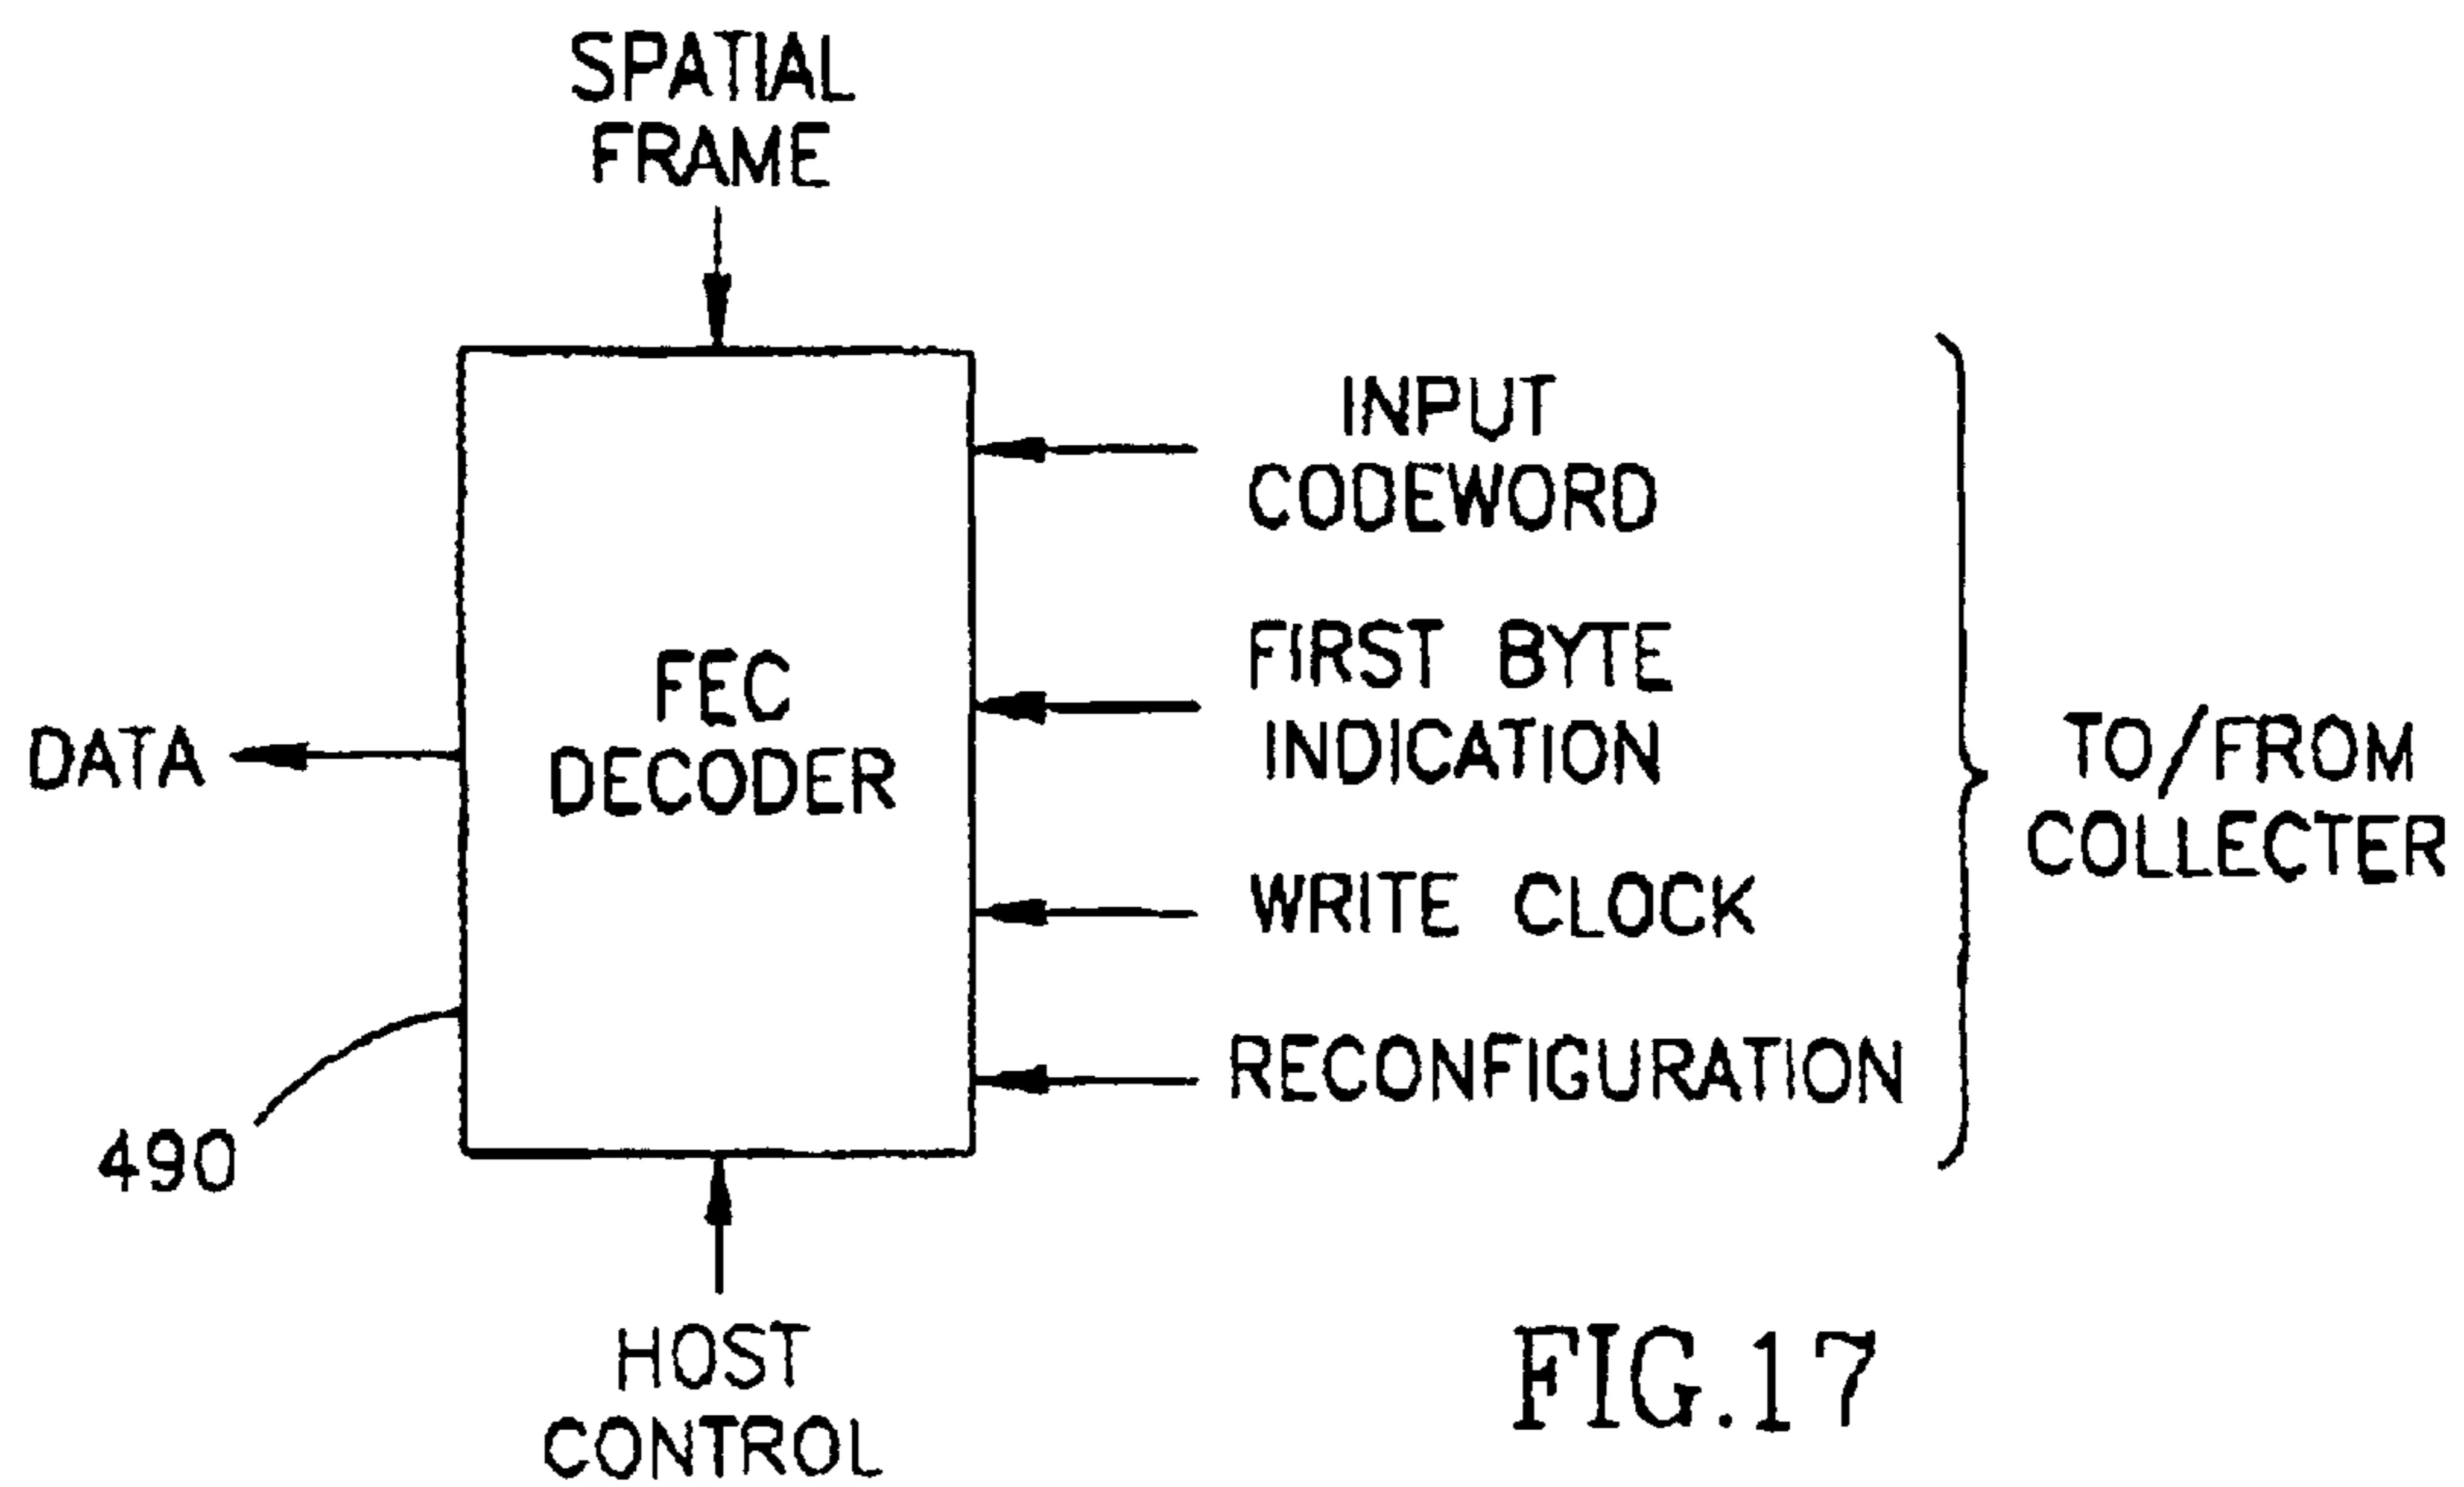 SPATIAL
FRAME
INPUT
CODEWORD
FIRST BYTE
INDICATION
WRITE CLOCK
RECONFIGURATION
TO/FROM
COLLECTER
FEC
DECODER
DATA
490
HOST
CONTROL
FIG.17